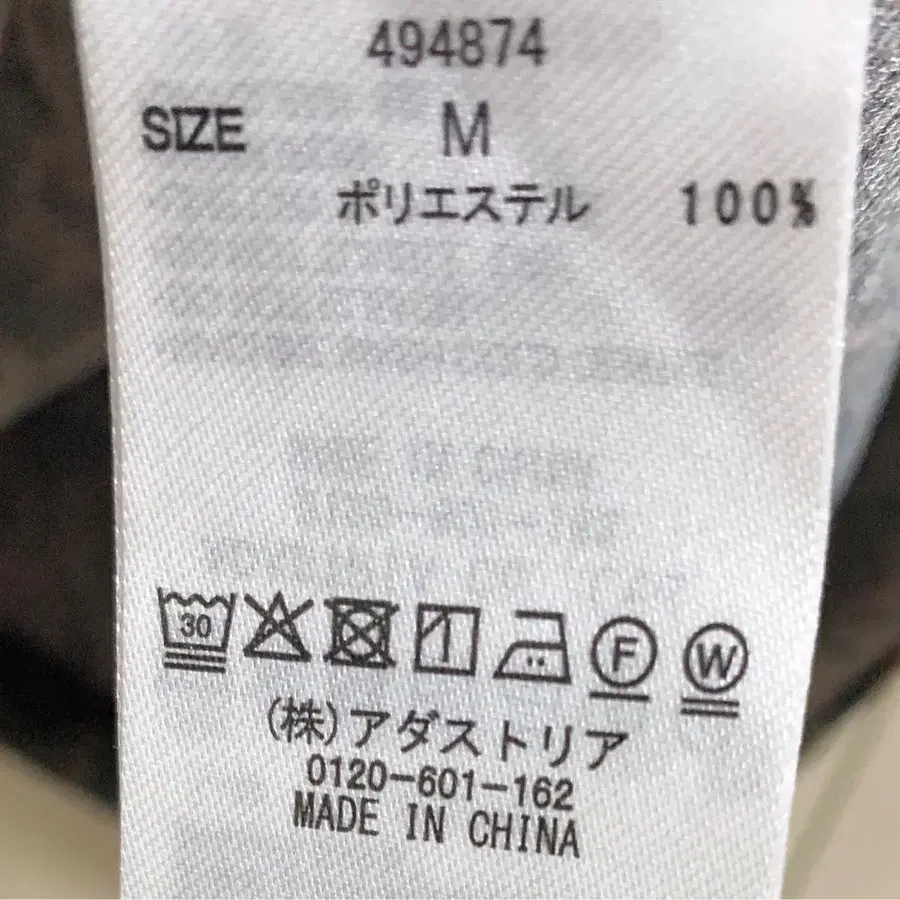 494874
SIZE M
ポリエステル 100%
30 F W
(株)アダストリア
0120-601-162
MADE IN CHINA